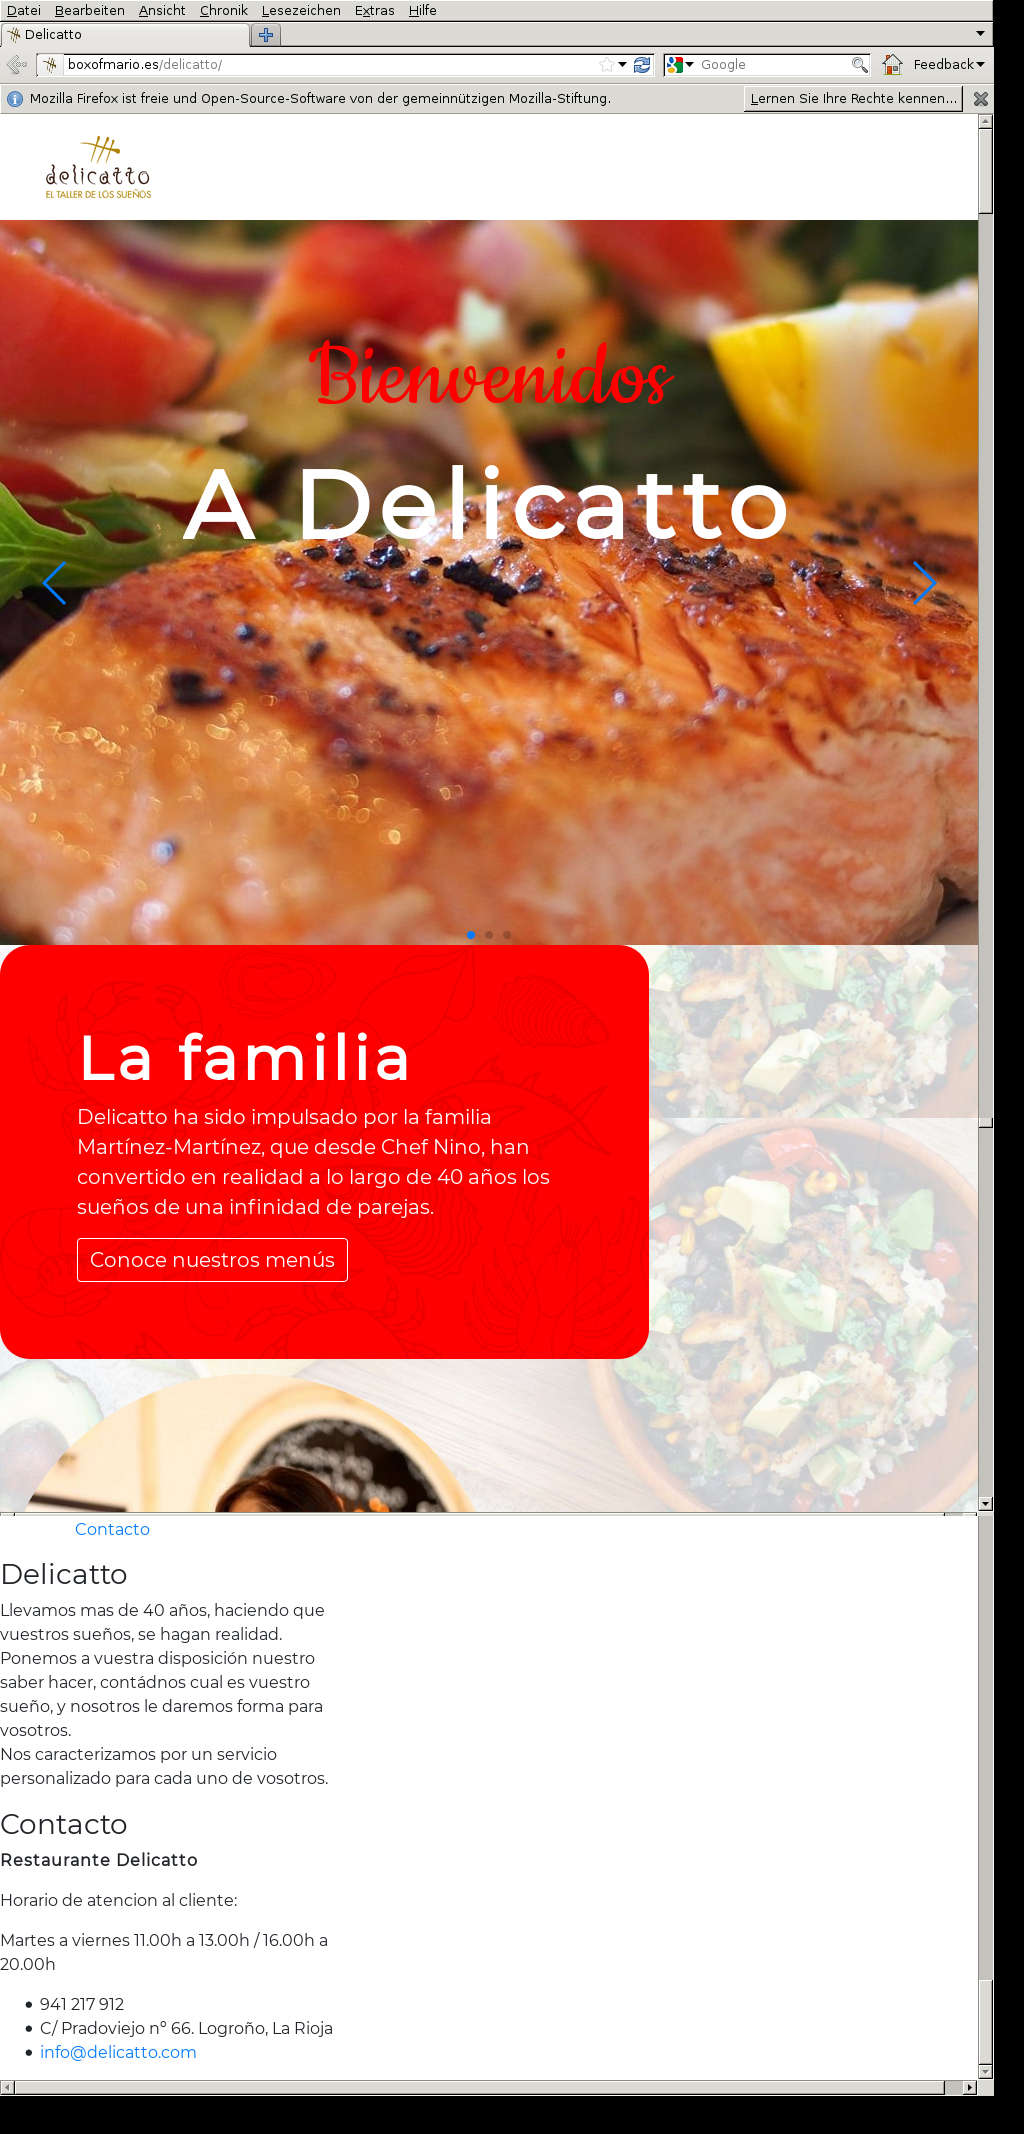 Datei Bearbeiten Ansicht Chronik Lesezeichen Extras Hilfe
Delicatto
boxofmario.es/delicatto/
Google
Feedback
Mozilla Firefox ist freie und Open-Source-Software von der gemeinnützigen Mozilla-Stiftung.
Lernen Sie Ihre Rechte kennen...
delicatto
EL TALLER DE LOS SUEÑOS
Bienvenidos
A Delicatto
La familia
Delicatto ha sido impulsado por la familia
Martínez-Martínez, que desde Chef Nino, han
convertido en realidad a lo largo de 40 años los
sueños de una infinidad de parejas.
Conoce nuestros menús
Contacto
Delicatto
Llevamos mas de 40 años, haciendo que
vuestros sueños, se hagan realidad.
Ponemos a vuestra disposición nuestro
saber hacer, contádnos cual es vuestro
sueño, y nosotros le daremos forma para
vosotros.
Nos caracterizamos por un servicio
personalizado para cada uno de vosotros.
Contacto
Restaurante Delicatto
Horario de atencion al cliente:
Martes a viernes 11.00h a 13.00h / 16.00h a
20.00h
941 217 912
C/ Pradoviejo nº 66. Logroño, La Rioja
info@delicatto.com